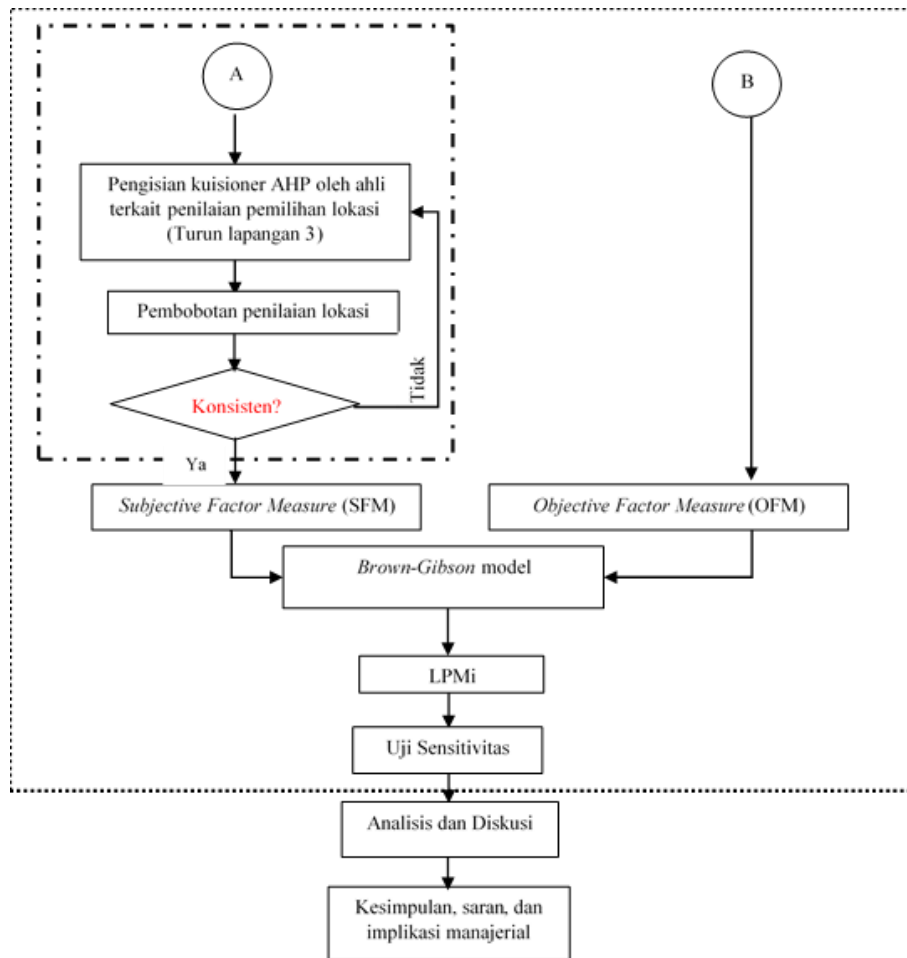 A
B
Pengisian kuisioner AHP oleh ahli
terkait penilaian pemilihan lokasi
(Turun lapangan 3)
Pembobotan penilaian lokasi
Tidak
Konsisten?
Ya
Subjective Factor Measure (SFM)
Objective Factor Measure (OFM)
Brown-Gibson model
LPMi
Uji Sensitivitas
Analisis dan Diskusi
Kesimpulan, saran, dan
implikasi manajerial